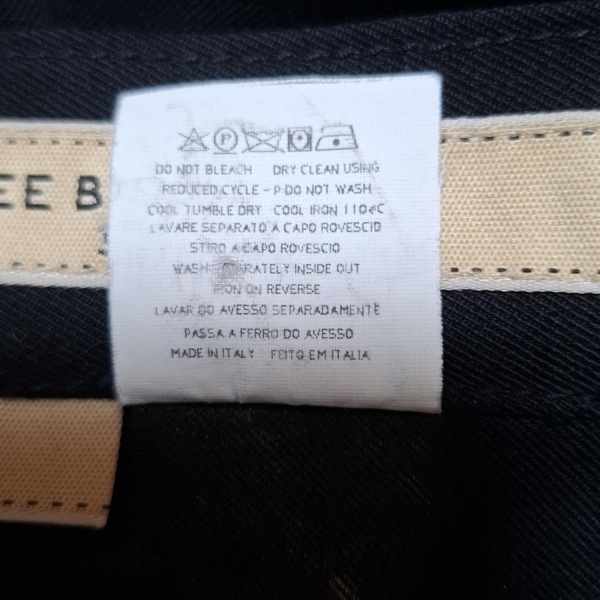 EE B
P
DO NOT BLEACH DRY CLEAN USING
REDUCED CYCLE - P DO NOT WASH
COOL TUMBLE DRY COOL IRON 110°C
LAVARE SEPARATO A CAPO ROVESCIO
STIRO A CAPO ROVESCIO
WASH SEPARATELY INSIDE OUT
IRON ON REVERSE
LAVAR DO AVESSO SEPARADAMENTE
PASSA A FERRO DO AVESSO
MADE IN ITALY FEITO EM ITALIA